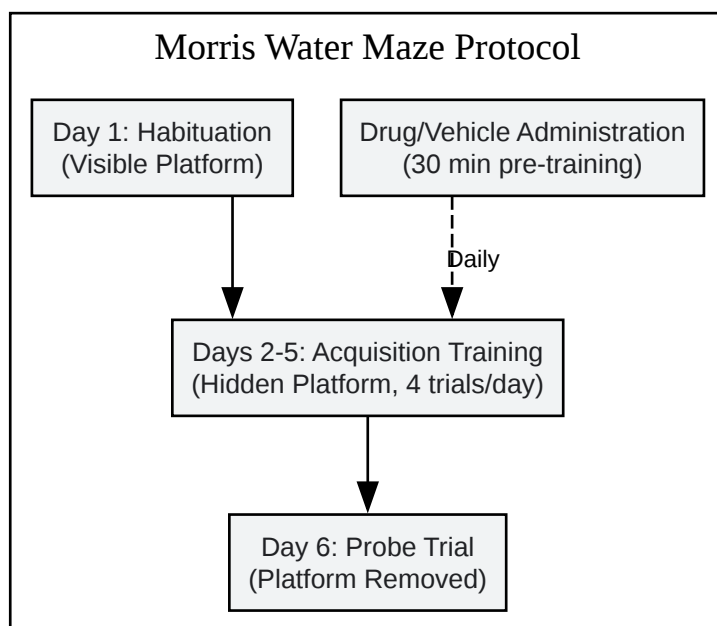 Morris Water Maze Protocol
Day 1: Habituation
(Visible Platform)
Drug/Vehicle Administration
(30 min pre-training)
Daily
Days 2-5: Acquisition Training
(Hidden Platform, 4 trials/day)
Day 6: Probe Trial
(Platform Removed)